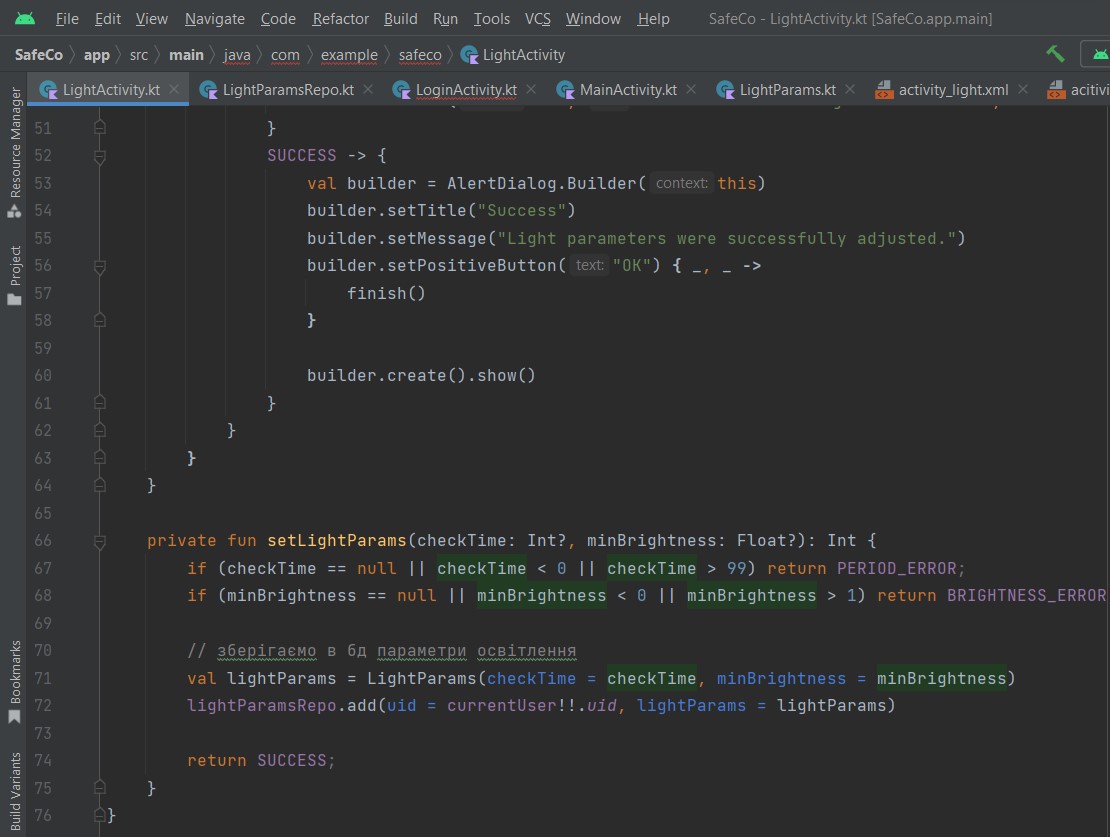 File Edit View Navigate Code Refactor Build Run Tools VCS Window Help SafeCo - LightActivity.kt [SafeCo.app.main]
SafeCo app src main java com example safeco LightActivity
LightActivity.kt LightParamsRepo.kt LoginActivity.kt MainActivity.kt LightParams.kt activity_light.xml acitivi
Resource Manager
Project
Bookmarks
Build Variants
51 }
52 SUCCESS -> {
53 val builder = AlertDialog.Builder( context: this)
54 builder.setTitle("Success")
55 builder.setMessage("Light parameters were successfully adjusted.")
56 builder.setPositiveButton( text: "OK") { _, _ ->
57 finish()
58 }
59
60 builder.create().show()
61 }
62 }
63 }
64 }
65
66 private fun setLightParams(checkTime: Int?, minBrightness: Float?): Int {
67 if (checkTime == null || checkTime < 0 || checkTime > 99) return PERIOD_ERROR;
68 if (minBrightness == null || minBrightness < 0 || minBrightness > 1) return BRIGHTNESS_ERROR
69
70 // зберігаємо в бд параметри освітлення
71 val lightParams = LightParams(checkTime = checkTime, minBrightness = minBrightness)
72 lightParamsRepo.add(uid = currentUser!!.uid, lightParams = lightParams)
73
74 return SUCCESS;
75 }
76 }